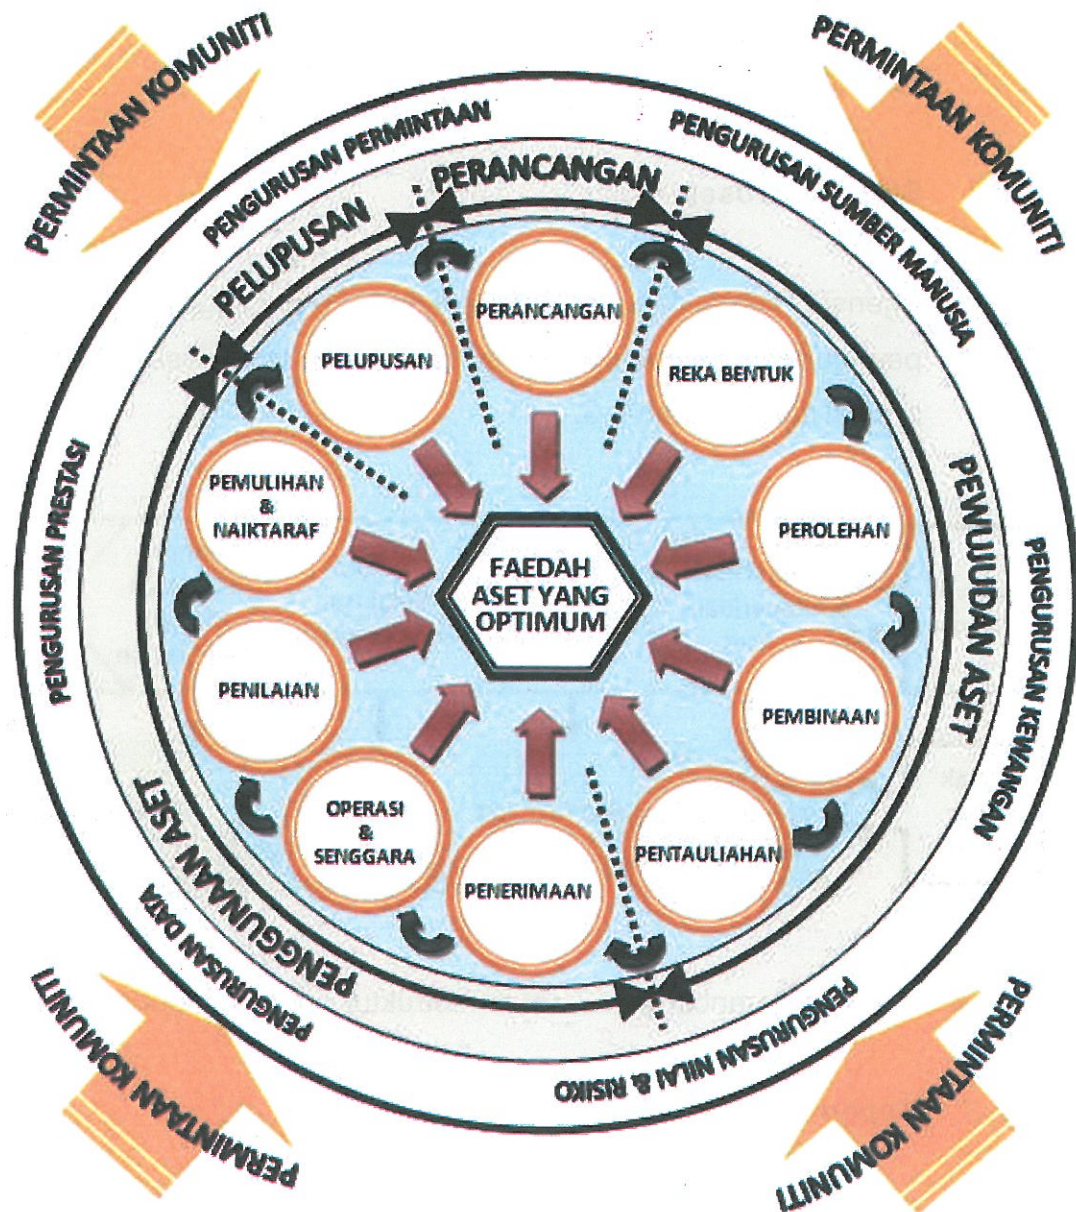 PERMINTAAN KOMUNITI
PERMINTAAN KOMUNITI
PENGURUSAN PERMINTAAN
PENGURUSAN SUMBER MANUSIA
PENGURUSAN KEWANGAN
PENGURUSAN NILAI & RISIKO
PENGURUSAN DATA
PENGURUSAN PRESTASI
PERANCANGAN
PEWUJUDAN ASET
PENGGUNAAN ASET
PELUPUSAN
PERANCANGAN
REKA BENTUK
PEROLEHAN
PEMBINAAN
PENTAULIAHAN
PENERIMAAN
OPERASI
&
SENGGARA
PENILAIAN
PEMULIHAN
&
NAIKTARAF
PELUPUSAN
FAEDAH
ASET YANG
OPTIMUM
PERMINTAAN KOMUNITI
PERMINTAAN KOMUNITI